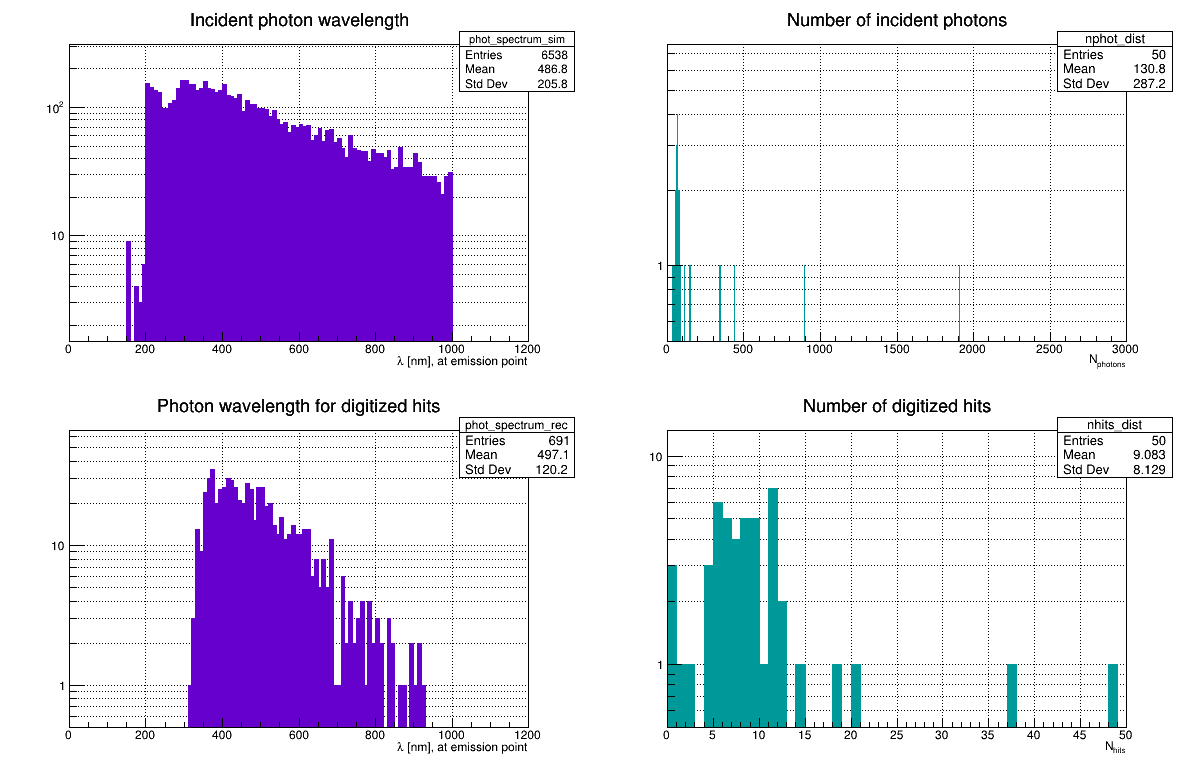 Incident photon wavelength
phot_spectrum_sim
Entries 6538
Mean 486.8
Std Dev 205.8
10²
10
0 200 400 600 800 1000 1200
λ [nm], at emission point
Number of incident photons
nphot_dist
Entries 50
Mean 130.8
Std Dev 287.2
1
0 500 1000 1500 2000 2500 3000
N_photons
Photon wavelength for digitized hits
phot_spectrum_rec
Entries 691
Mean 497.1
Std Dev 120.2
10
1
0 200 400 600 800 1000 1200
λ [nm], at emission point
Number of digitized hits
nhits_dist
Entries 50
Mean 9.083
Std Dev 8.129
10
1
0 5 10 15 20 25 30 35 40 45 50
N_hits